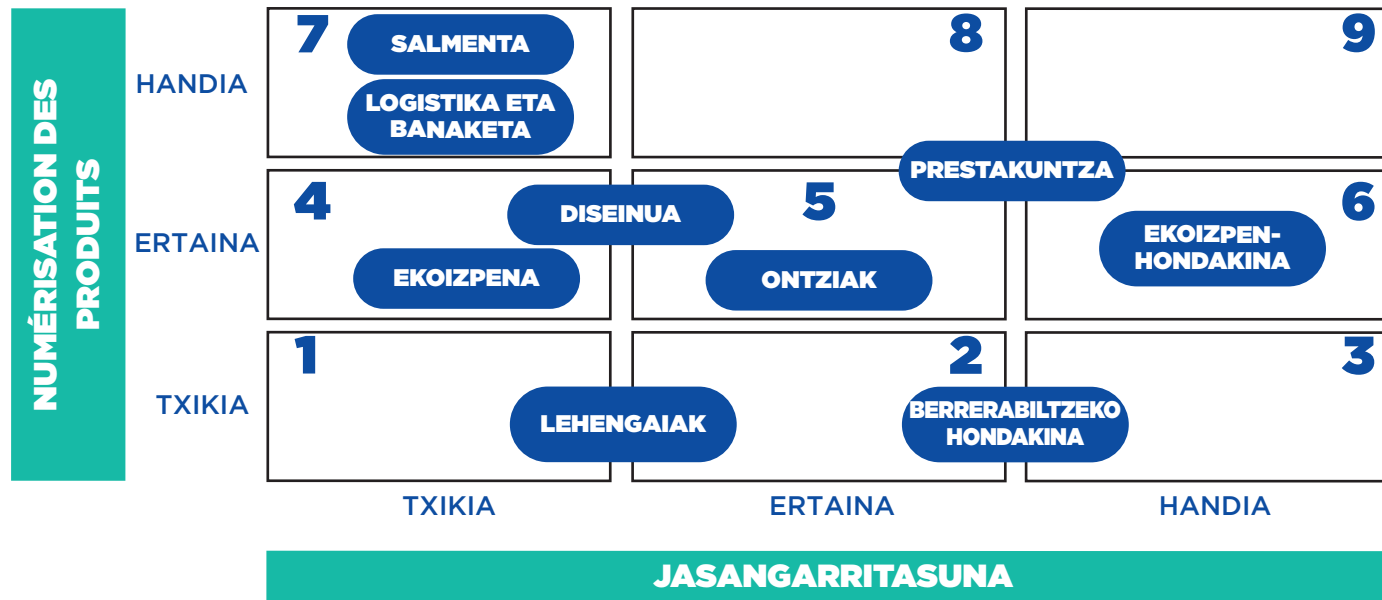 NUMÉRISATION DES
PRODUITS
HANDIA
7
SALMENTA
LOGISTIKA ETA
BANAKETA
8
9
PRESTAKUNTZA
ERTAINA
4
DISEINUA
EKOIZPENA
5
ONTZIAK
6
EKOIZPEN-
HONDAKINA
TXIKIA
1
LEHENGAIAK
2
BERRERABILTZEKO
HONDAKINA
3
TXIKIA
ERTAINA
HANDIA
JASANGARRITASUNA